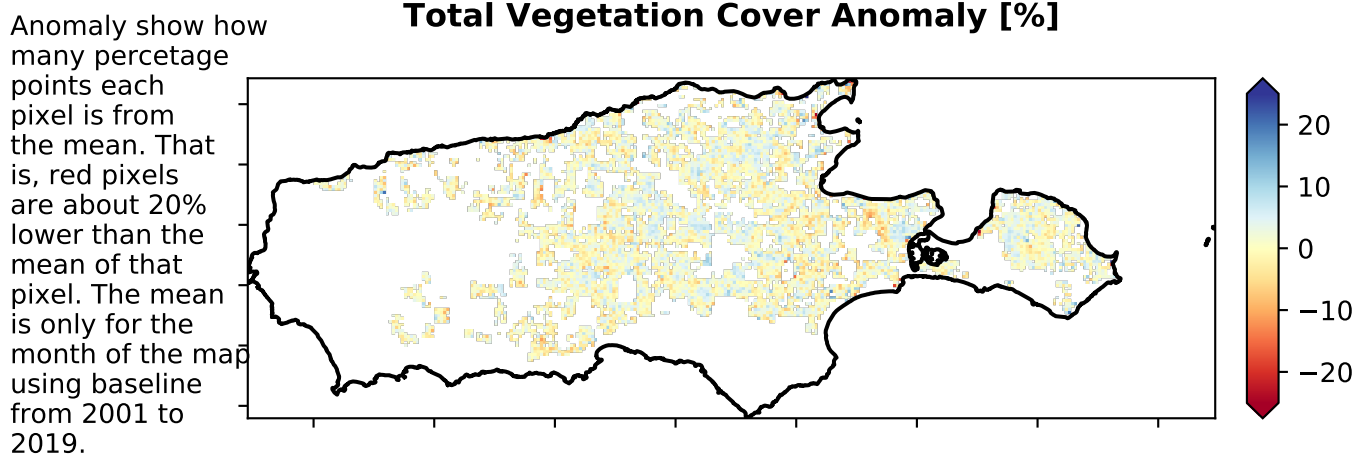 Total Vegetation Cover Anomaly [%]
Anomaly show how
many percetage
points each
pixel is from
the mean. That
is, red pixels
are about 20%
lower than the
mean of that
pixel. The mean
is only for the
month of the map
using baseline
from 2001 to
2019.
20
10
0
−10
−20